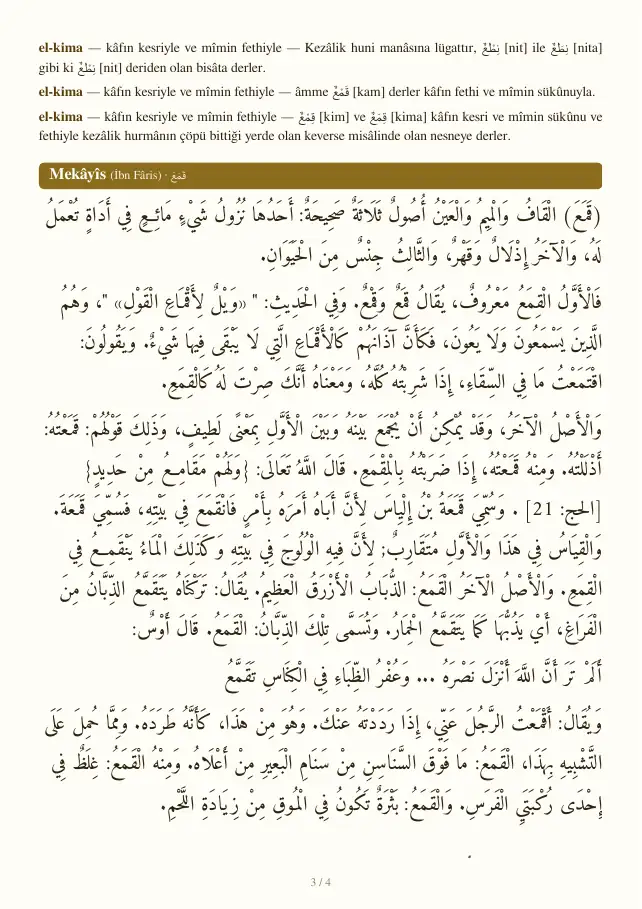 el-kima — kâfın kesriyle ve mîmin fethiyle — Kezâlik huni manâsına lügattır, نِطْعٌ [nit] ile نِطَعٌ [nita]
gibi ki نِطْعٌ [nit] deriden olan bisâta derler.
el-kima — kâfın kesriyle ve mîmin fethiyle — âmme قَمْعٌ [kam] derler kâfın fethi ve mîmin sükûnuyla.
el-kima — kâfın kesriyle ve mîmin fethiyle — قِمْعٌ [kim] ve قِمَعٌ [kima] kâfın kesri ve mîmin sükûnu ve
fethiyle kezâlik hurmânın çöpü bittiği yerde olan keverse misâlinde olan nesneye derler.
Mekâyîs (İbn Fâris) · قمع
(قَمَعَ) الْقَافُ وَالْمِيمُ وَالْعَيْنُ أُصُولٌ ثَلَاثَةٌ صَحِيحَةٌ: أَحَدُهَا نُزُولُ شَيْءٍ مَائِعٍ فِي أَدَاةٍ تُعْمَلُ
لَهُ، وَالْآخَرُ إِذْلَالٌ وَقَهْرٌ، وَالثَّالِثُ جِنْسٌ مِنَ الْحَيَوَانِ.
فَالْأَوَّلُ الْقِمَعُ مَعْرُوفٌ، يُقَالُ قِمَعٌ وَقِمْعٌ. وَفِي الْحَدِيثِ: " «وَيْلٌ لِأَقْمَاعِ الْقَوْلِ» "، وَهُمُ
الَّذِينَ يَسْمَعُونَ وَلَا يَعُونَ، فَكَأَنَّ آذَانَهُمْ كَالْأَقْمَاعِ الَّتِي لَا يَبْقَى فِيهَا شَيْءٌ. وَيَقُولُونَ:
اقْتَمَعْتُ مَا فِي السِّقَاءِ، إِذَا شَرِبْتُهُ كُلَّهُ، وَمَعْنَاهُ أَنَّكَ صِرْتَ لَهُ كَالْقِمَعِ.
وَالْأَصْلُ الْآخَرُ، وَقَدْ يُمْكِنُ أَنْ يُجْمَعَ بَيْنَهُ وَبَيْنَ الْأَوَّلِ بِمَعْنًى لَطِيفٍ، وَذَلِكَ قَوْلُهُمْ: قَمَعْتُهُ:
أَذْلَلْتُهُ. وَمِنْهُ قَمَعْتُهُ، إِذَا ضَرَبْتُهُ بِالْمِقْمَعِ. قَالَ اللَّهُ تَعَالَى: {وَلَهُمْ مَقَامِعُ مِنْ حَدِيدٍ}
[الحج: 21] . وَسُمِّيَ قَمَعَةُ بْنُ إِلْيَاسَ لِأَنَّ أَبَاهُ أَمَرَهُ بِأَمْرٍ فَانْقَمَعَ فِي بَيْتِهِ، فَسُمِّيَ قَمَعَةَ.
وَالْقِيَاسُ فِي هَذَا وَالْأَوَّلِ مُتَقَارِبٌ; لِأَنَّ فِيهِ الْوُلُوجَ فِي بَيْتِهِ وَكَذَلِكَ الْمَاءُ يَنْقَمِعُ فِي
الْقِمَعِ. وَالْأَصْلُ الْآخَرُ الْقَمَعُ: الذُّبَابُ الْأَزْرَقُ الْعَظِيمُ. يُقَالُ: تَرَكْنَاهُ يَتَقَمَّعُ الذِّبَّانَ مِنَ
الْفَرَاغِ، أَيْ يَذُبُّهَا كَمَا يَتَقَمَّعُ الْحِمَارُ. وَتُسَمَّى تِلْكَ الذِّبَّانُ: الْقَمَعُ. قَالَ أَوْسٌ:
أَلَمْ تَرَ أَنَّ اللَّهَ أَنْزَلَ نَصْرَهُ ... وَعُفْرُ الظِّبَاءِ فِي الْكِنَاسِ تَقَمَّعُ
وَيُقَالُ: أَقْمَعْتُ الرَّجُلَ عَنِّي، إِذَا رَدَدْتَهُ عَنْكَ. وَهُوَ مِنْ هَذَا، كَأَنَّهُ طَرَدَهُ. وَمِمَّا حُمِلَ عَلَى
التَّشْبِيهِ بِهَذَا، الْقَمَعُ: مَا فَوْقَ السَّنَاسِنِ مِنْ سَنَامِ الْبَعِيرِ مِنْ أَعْلَاهُ. وَمِنْهُ الْقَمَعُ: غِلَظٌ فِي
إِحْدَى رُكْبَتَيِ الْفَرَسِ. وَالْقَمَعُ: بَثْرَةٌ تَكُونُ فِي الْمُوقِ مِنْ زِيَادَةِ اللَّحْمِ.
3 / 4